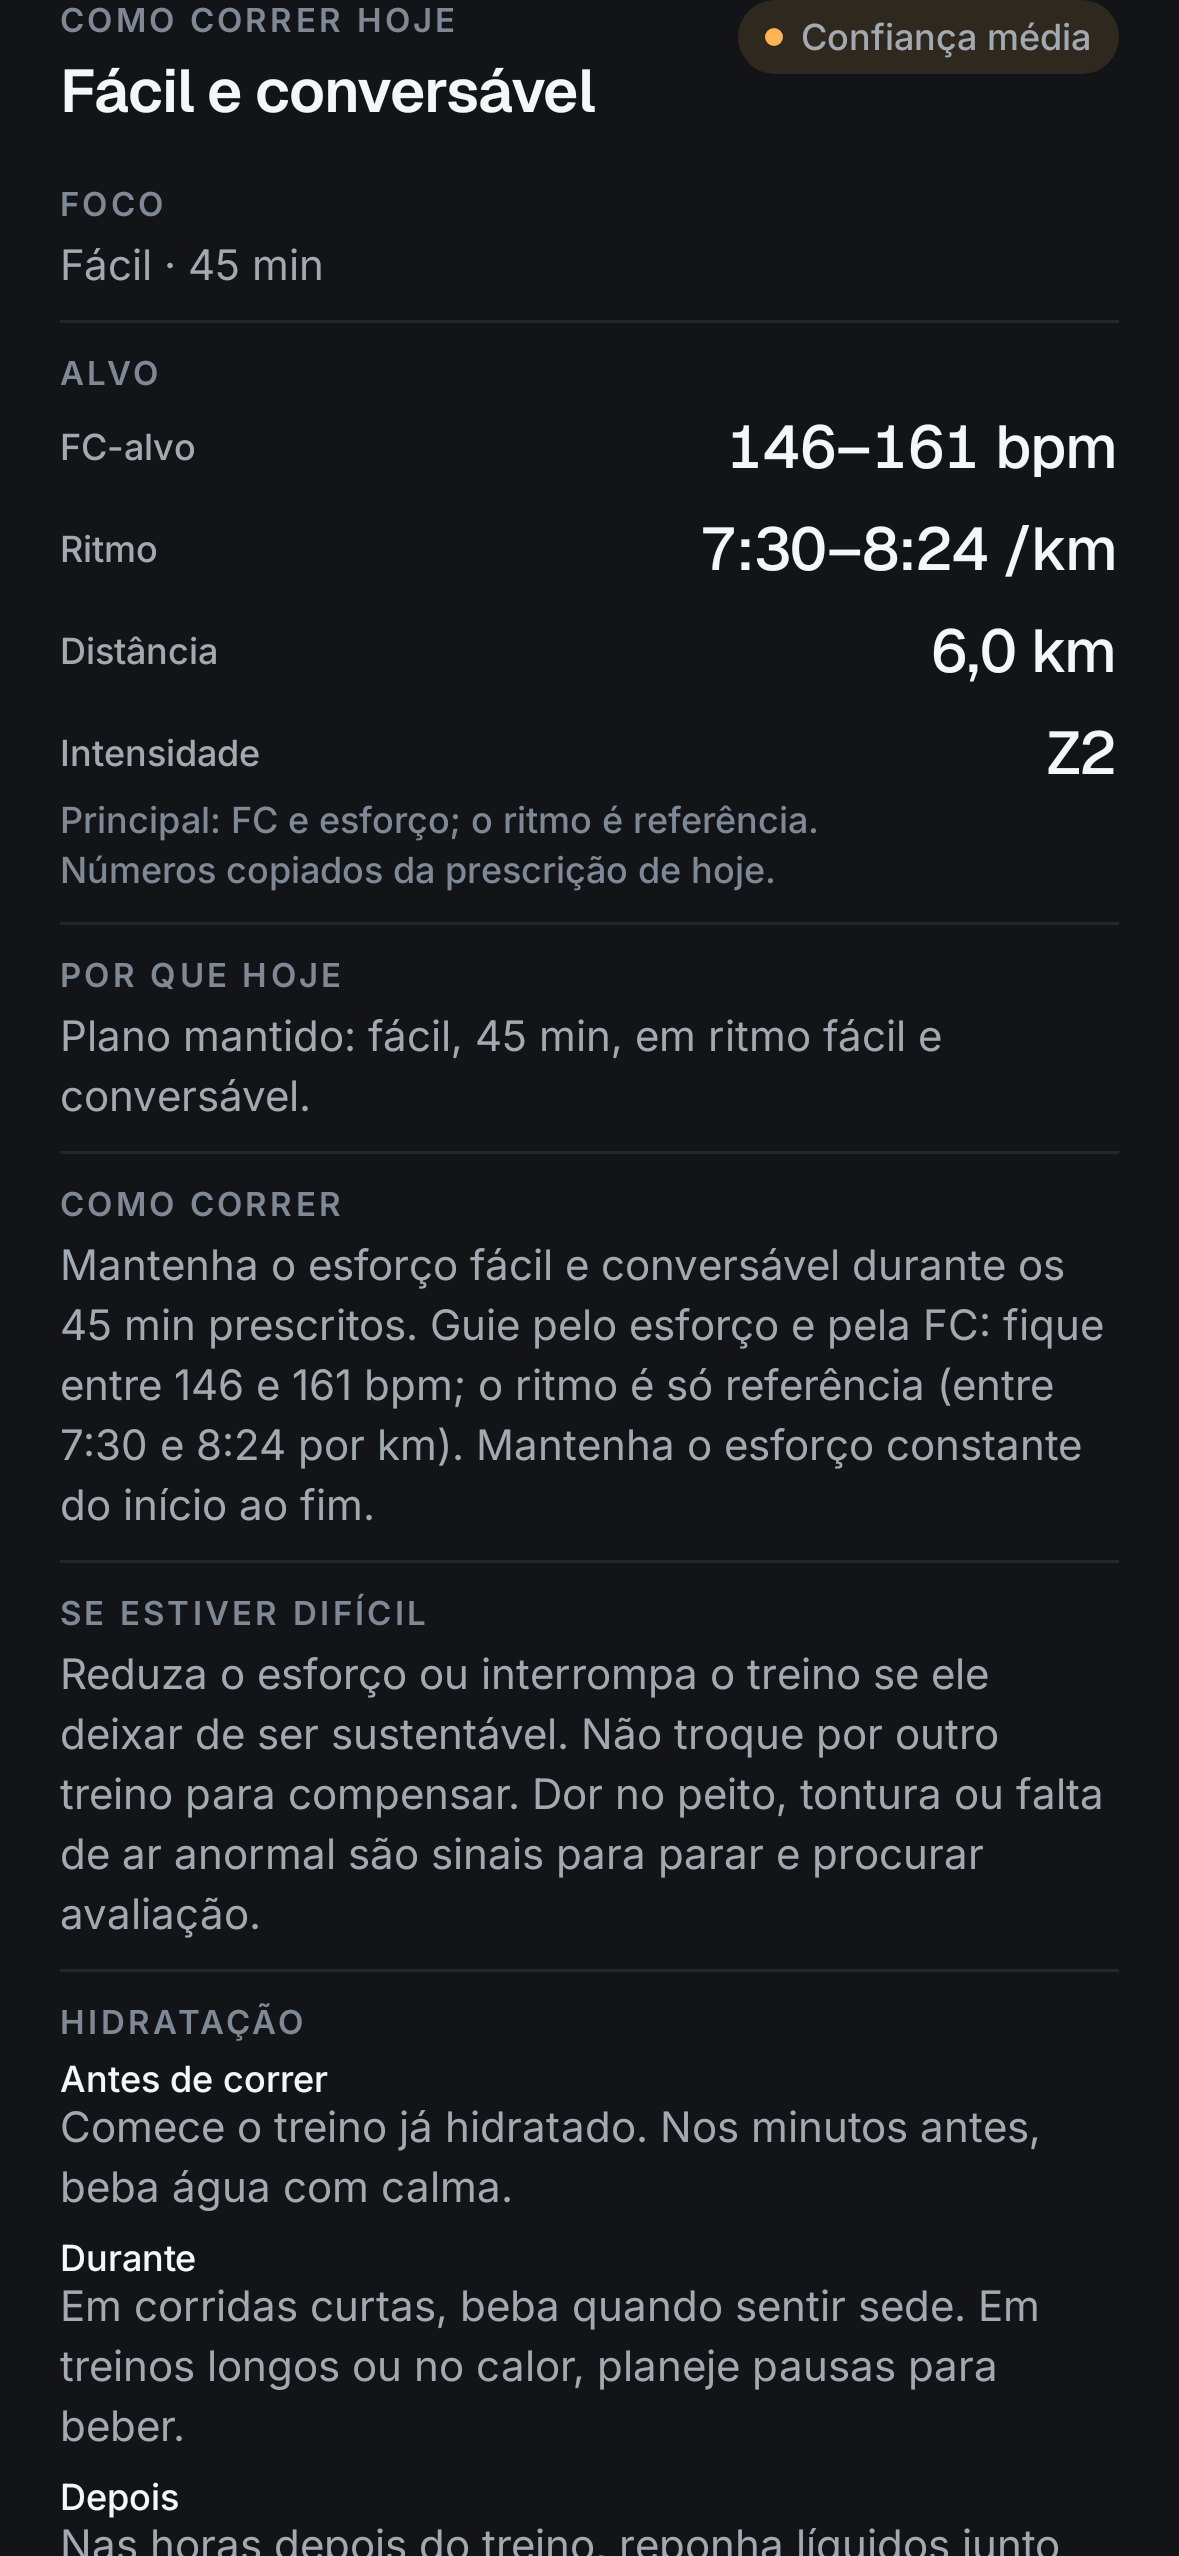 COMO CORRER HOJE
Confiança média
Fácil e conversável
FOCO
Fácil · 45 min
ALVO
FC-alvo
146–161 bpm
Ritmo
7:30–8:24 /km
Distância
6,0 km
Intensidade
Z2
Principal: FC e esforço; o ritmo é referência.
Números copiados da prescrição de hoje.
POR QUE HOJE
Plano mantido: fácil, 45 min, em ritmo fácil e
conversável.
COMO CORRER
Mantenha o esforço fácil e conversável durante os
45 min prescritos. Guie pelo esforço e pela FC: fique
entre 146 e 161 bpm; o ritmo é só referência (entre
7:30 e 8:24 por km). Mantenha o esforço constante
do início ao fim.
SE ESTIVER DIFÍCIL
Reduza o esforço ou interrompa o treino se ele
deixar de ser sustentável. Não troque por outro
treino para compensar. Dor no peito, tontura ou falta
de ar anormal são sinais para parar e procurar
avaliação.
HIDRATAÇÃO
Antes de correr
Comece o treino já hidratado. Nos minutos antes,
beba água com calma.
Durante
Em corridas curtas, beba quando sentir sede. Em
treinos longos ou no calor, planeje pausas para
beber.
Depois
Nas horas depois do treino, reponha líquidos junto